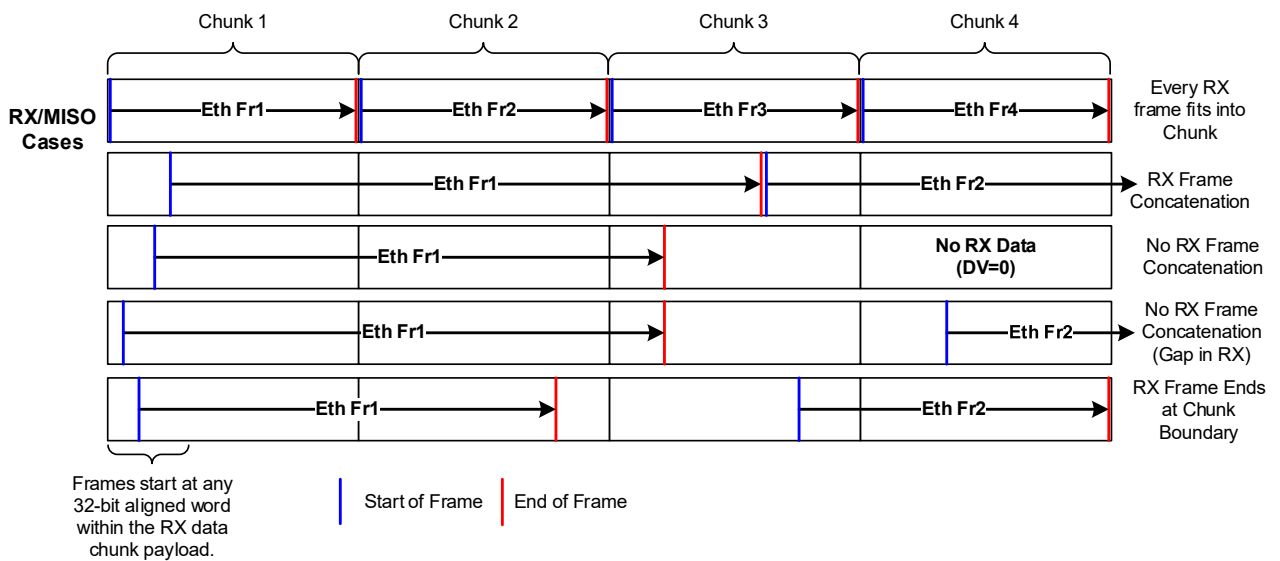 Chunk 1
Chunk 2
Chunk 3
Chunk 4
RX/MISO
Cases
Eth Fr1
Eth Fr2
Eth Fr3
Eth Fr4
Every RX
frame fits into
Chunk
Eth Fr1
Eth Fr2
RX Frame
Concatenation
Eth Fr1
No RX Data
(DV=0)
No RX Frame
Concatenation
Eth Fr1
Eth Fr2
No RX Frame
Concatenation
(Gap in RX)
Eth Fr1
Eth Fr2
RX Frame Ends
at Chunk
Boundary
Frames start at any
32-bit aligned word
within the RX data
chunk payload.
Start of Frame
End of Frame